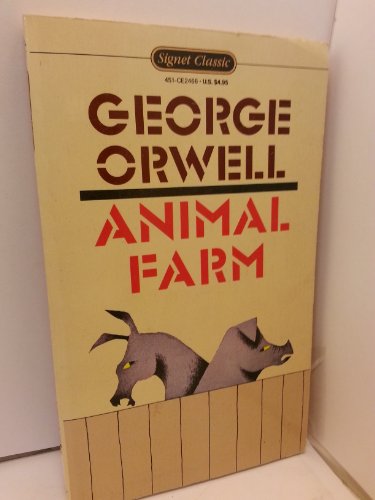 Signet Classic
451-CE2466 • U.S. $4.95
GEORGE
ORWELL
ANIMAL
FARM